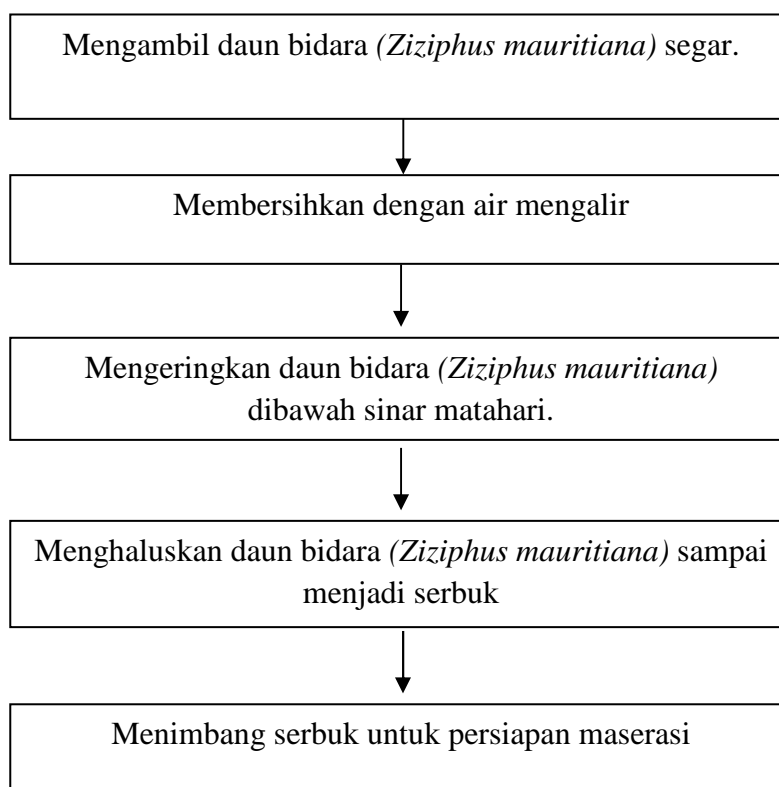 Mengambil daun bidara (Ziziphus mauritiana) segar.
Membersihkan dengan air mengalir
Mengeringkan daun bidara (Ziziphus mauritiana)
dibawah sinar matahari.
Menghaluskan daun bidara (Ziziphus mauritiana) sampai
menjadi serbuk
Menimbang serbuk untuk persiapan maserasi